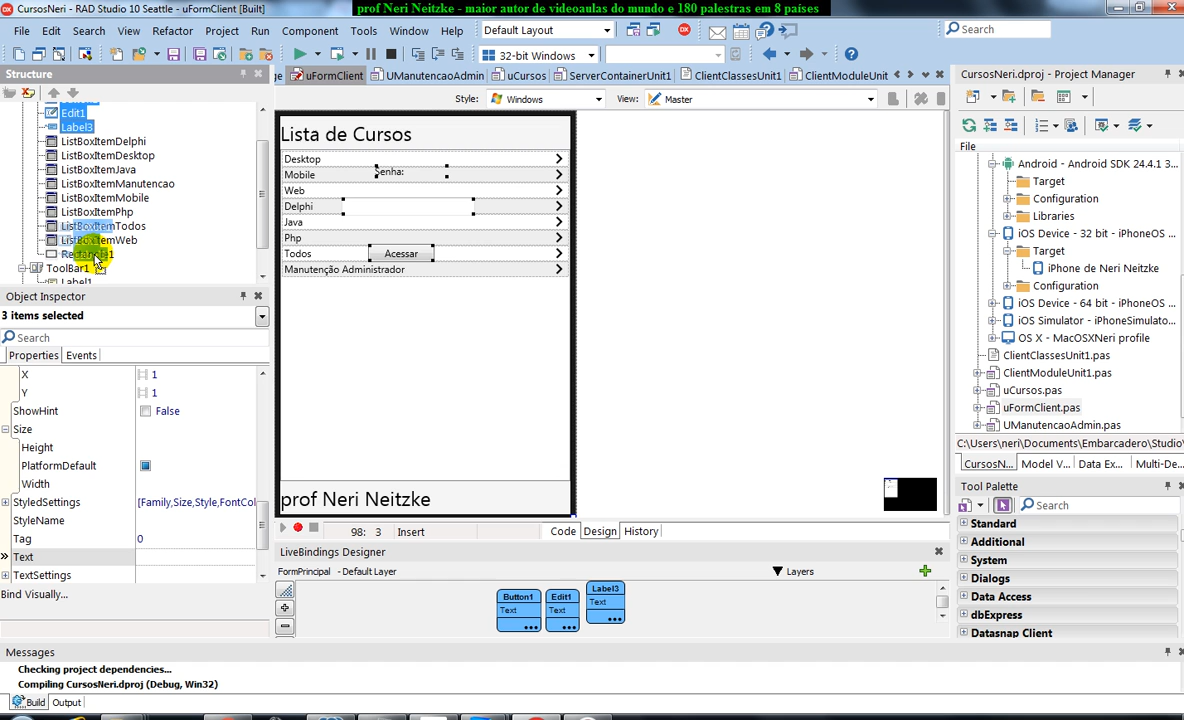 CursosNeri - RAD Studio 10 Seattle - uFormClient [Built]
prof Neri Neitzke - maior autor de videoaulas do mundo e 180 palestras em 8 países
File Edit Search View Refactor Project Run Component Tools Window Help
Default Layout
Search
32-bit Windows
Structure
uFormClient
UManutencaoAdmin
uCursos
ServerContainerUnit1
ClientClassesUnit1
ClientModuleUnit
CursosNeri.dproj - Project Manager
Style:
Windows
View:
Master
Edit1
Label3
ListBoxItemDelphi
ListBoxItemDesktop
ListBoxItemJava
ListBoxItemManutencao
ListBoxItemMobile
ListBoxItemPhp
ListBoxItemTodos
ListBoxItemWeb
ToolBar1
Label1
Object Inspector
3 items selected
Search
Properties
Events
X
1
Y
1
ShowHint
False
Size
Height
PlatformDefault
Width
StyledSettings
[Family,Size,Style,FontCol
StyleName
Tag
0
Text
TextSettings
Bind Visually...
Lista de Cursos
Desktop
Senha:
Mobile
Web
Delphi
Java
Php
Todos
Acessar
Manutenção Administrador
prof Neri Neitzke
98: 3
Insert
Code
Design
History
LiveBindings Designer
FormPrincipal - Default Layer
Layers
Button1
Text
Edit1
Text
Label3
Text
File
Android - Android SDK 24.4.1 3...
Target
Configuration
Libraries
iOS Device - 32 bit - iPhoneOS ...
Target
iPhone de Neri Neitzke
Configuration
iOS Device - 64 bit - iPhoneOS ...
iOS Simulator - iPhoneSimulato...
OS X - MacOSXNeri profile
ClientClassesUnit1.pas
ClientModuleUnit1.pas
uCursos.pas
uFormClient.pas
UManutencaoAdmin.pas
C:\Users\neri\Documents\Embarcadero\Studio\
CursosN...
Model V...
Data Ex...
Multi-De...
Tool Palette
Search
Standard
Additional
System
Dialogs
Data Access
dbExpress
Datasnap Client
Messages
Checking project dependencies...
Compiling CursosNeri.dproj (Debug, Win32)
Build
Output